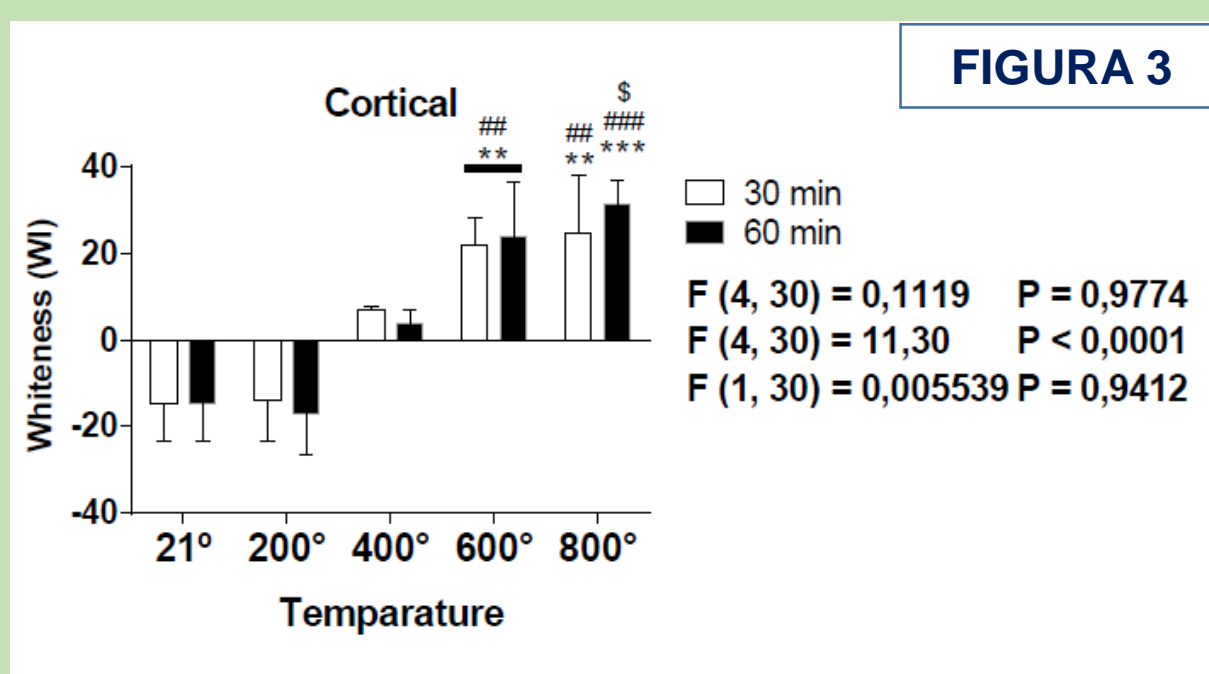 FIGURA 3
Cortical
$
## ## ###
** ** ***
40
20
0
-20
-40
Whiteness (WI)
21º 200° 400° 600° 800°
Temparature
30 min
60 min
F (4, 30) = 0,1119 P = 0,9774
F (4, 30) = 11,30 P < 0,0001
F (1, 30) = 0,005539 P = 0,9412